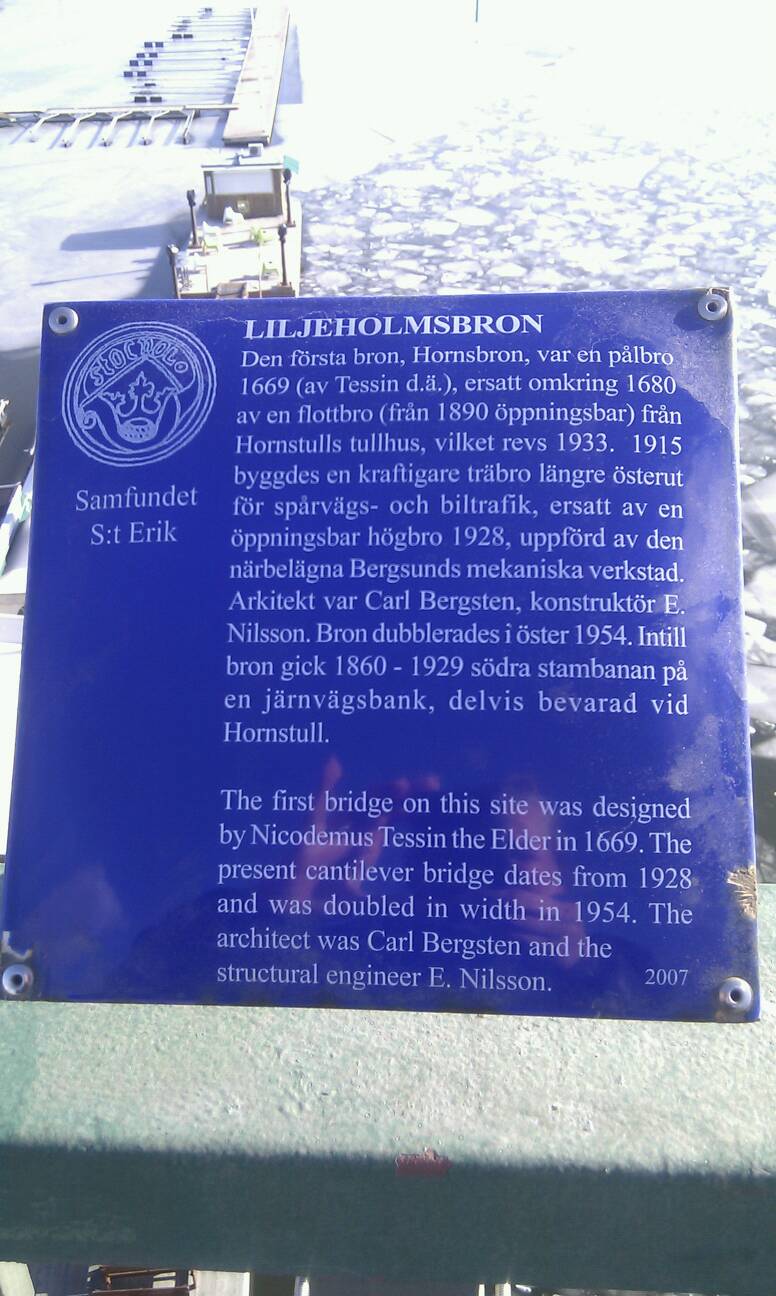 LILJEHOLMSBRON
Den första bron, Hornsbron, var en pålbro
1669 (av Tessin d.ä.), ersatt omkring 1680
av en flottbro (från 1890 öppningsbar) från
Hornstulls tullhus, vilket revs 1933. 1915
byggdes en kraftigare träbro längre österut
för spårvägs- och biltrafik, ersatt av en
öppningsbar högbro 1928, uppförd av den
närbelägna Bergsunds mekaniska verkstad.
Arkitekt var Carl Bergsten, konstruktör E.
Nilsson. Bron dubblerades i öster 1954. Intill
bron gick 1860 - 1929 södra stambanan på
en järnvägsbank, delvis bevarad vid
Hornstull.
Samfundet
S:t Erik
The first bridge on this site was designed
by Nicodemus Tessin the Elder in 1669. The
present cantilever bridge dates from 1928
and was doubled in width in 1954. The
architect was Carl Bergsten and the
structural engineer E. Nilsson.
2007